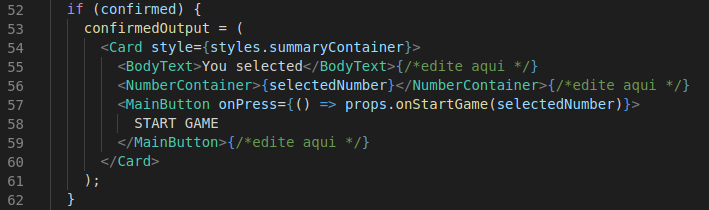 52 if (confirmed) {
53 confirmedOutput = (
54 <Card style={styles.summaryContainer}>
55 <BodyText>You selected</BodyText>{/*edite aqui */}
56 <NumberContainer>{selectedNumber}</NumberContainer>{/*edite aqui */}
57 <MainButton onPress={() => props.onStartGame(selectedNumber)}>
58 START GAME
59 </MainButton>{/*edite aqui */}
60 </Card>
61 );
62 }